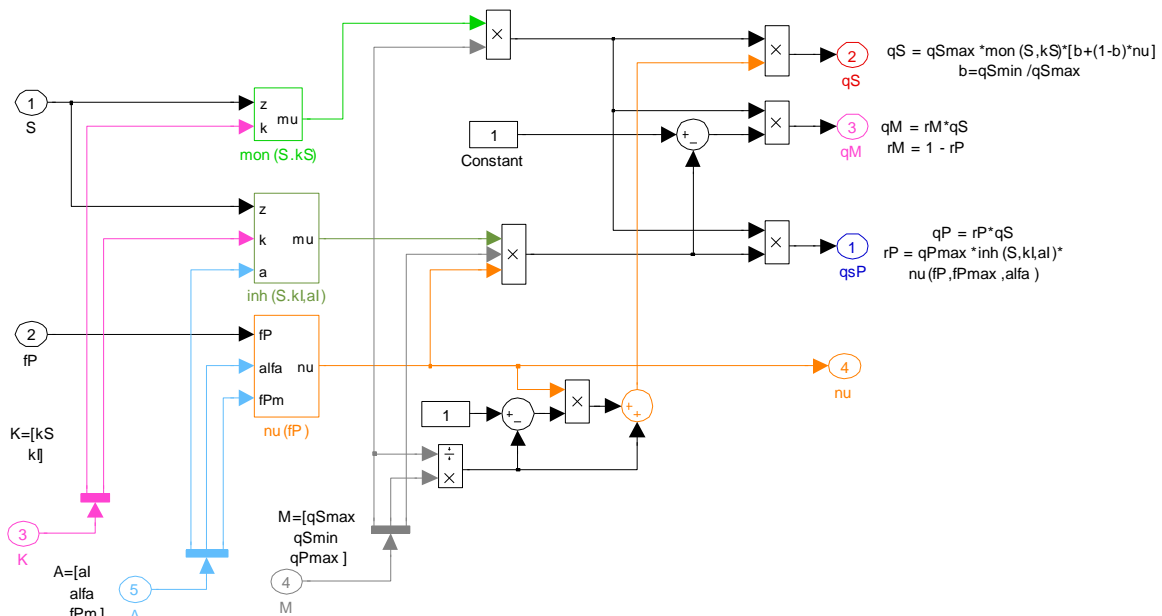 1
S
z
k
mu
mon (S.kS)
×
×
2
qS
qS = qSmax *mon (S,kS)*[b+(1-b)*nu]
b=qSmin /qSmax
1
Constant
+
−
×
3
qM
qM = rM*qS
rM = 1 - rP
z
k
a
mu
inh (S.kI,aI)
×
×
1
qsP
qP = rP*qS
rP = qPmax *inh (S,kI,aI)*
nu (fP,fPmax ,alfa )
2
fP
fP
alfa
fPm
nu
nu (fP)
4
nu
1
+
−
×
+
+
÷
×
K=[kS
kI]
3
K
A=[aI
alfa
fPm ]
5
A
M=[qSmax
qSmin
qPmax ]
4
M